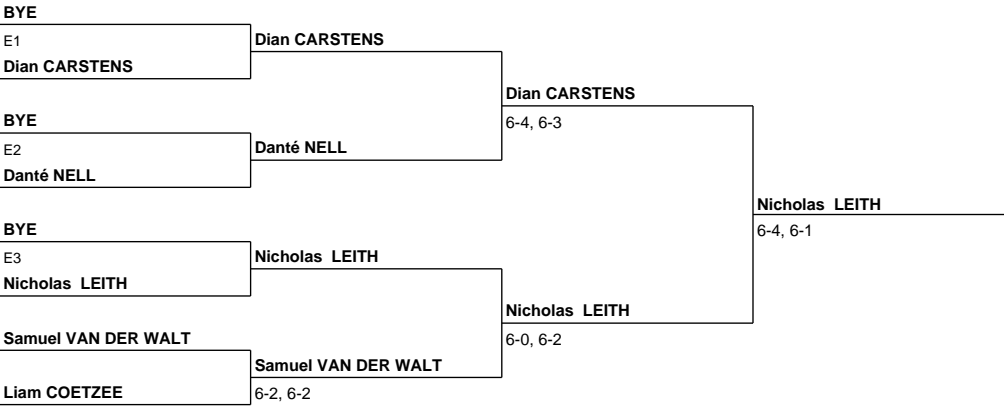 BYE
E1
Dian CARSTENS
Dian CARSTENS
BYE
E2
Danté NELL
Danté NELL
Dian CARSTENS
6-4, 6-3
BYE
E3
Nicholas LEITH
Nicholas LEITH
Samuel VAN DER WALT
Liam COETZEE
Samuel VAN DER WALT
6-2, 6-2
Nicholas LEITH
6-0, 6-2
Nicholas LEITH
6-4, 6-1